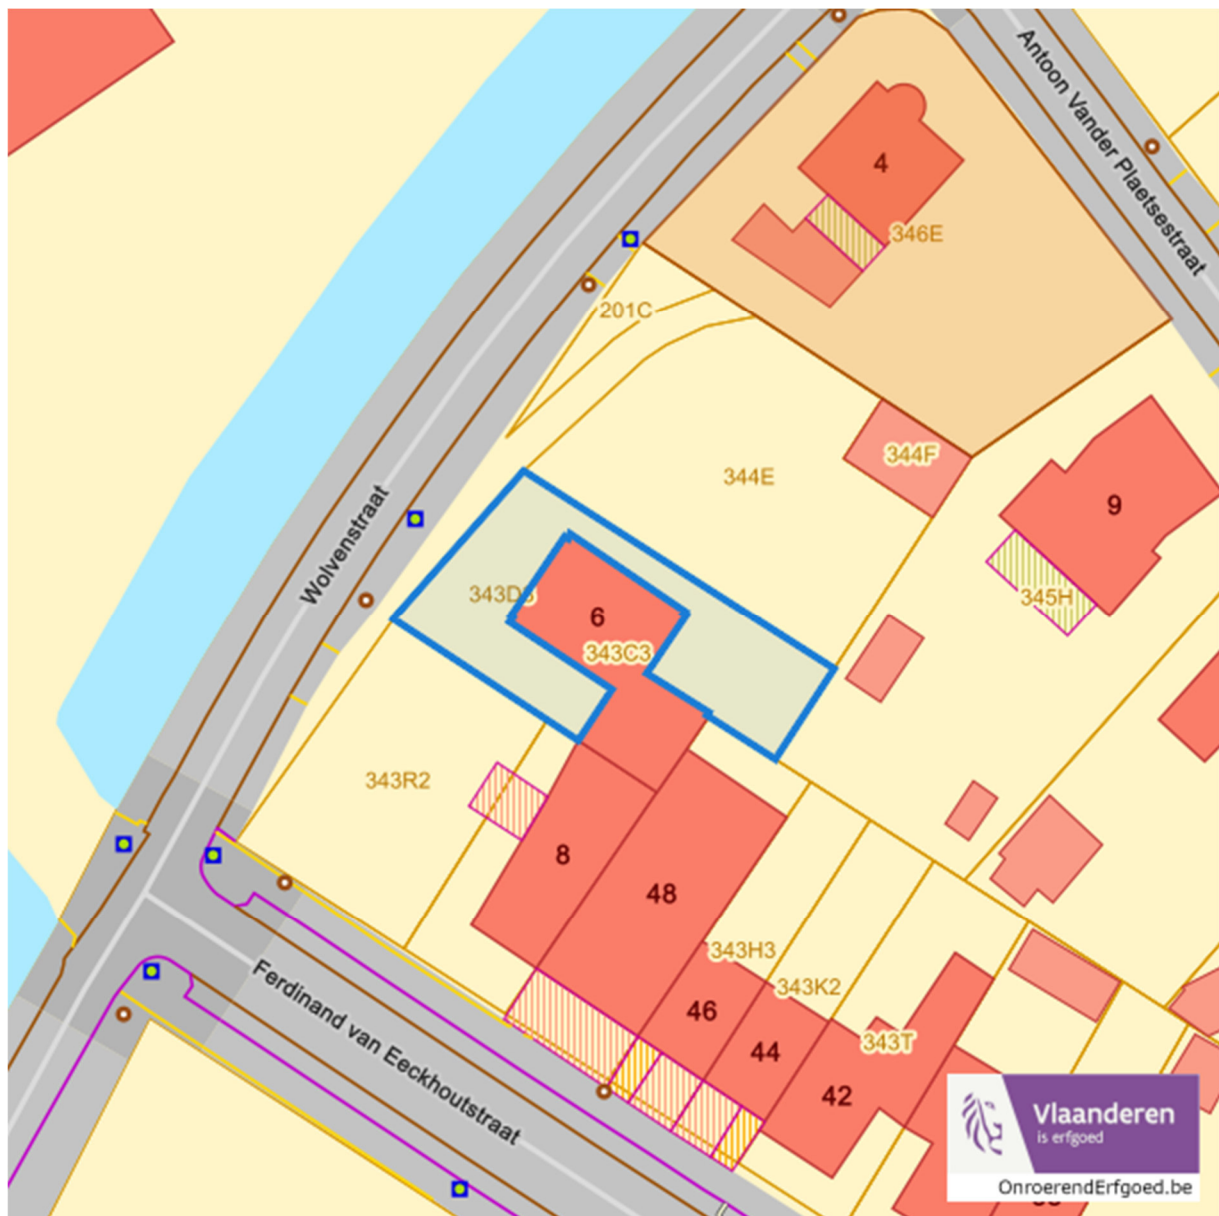 Antoon Vander Plaetsestraat
4
346E
201C
344F
344E
9
Wolvenstraat
345H
6
343C3
343R2
8
48
343H3
343K2
46
343T
44
42
Ferdinand van Eeckhoutstraat
Vlaanderen
is erfgoed
OnroerendErfgoed.be